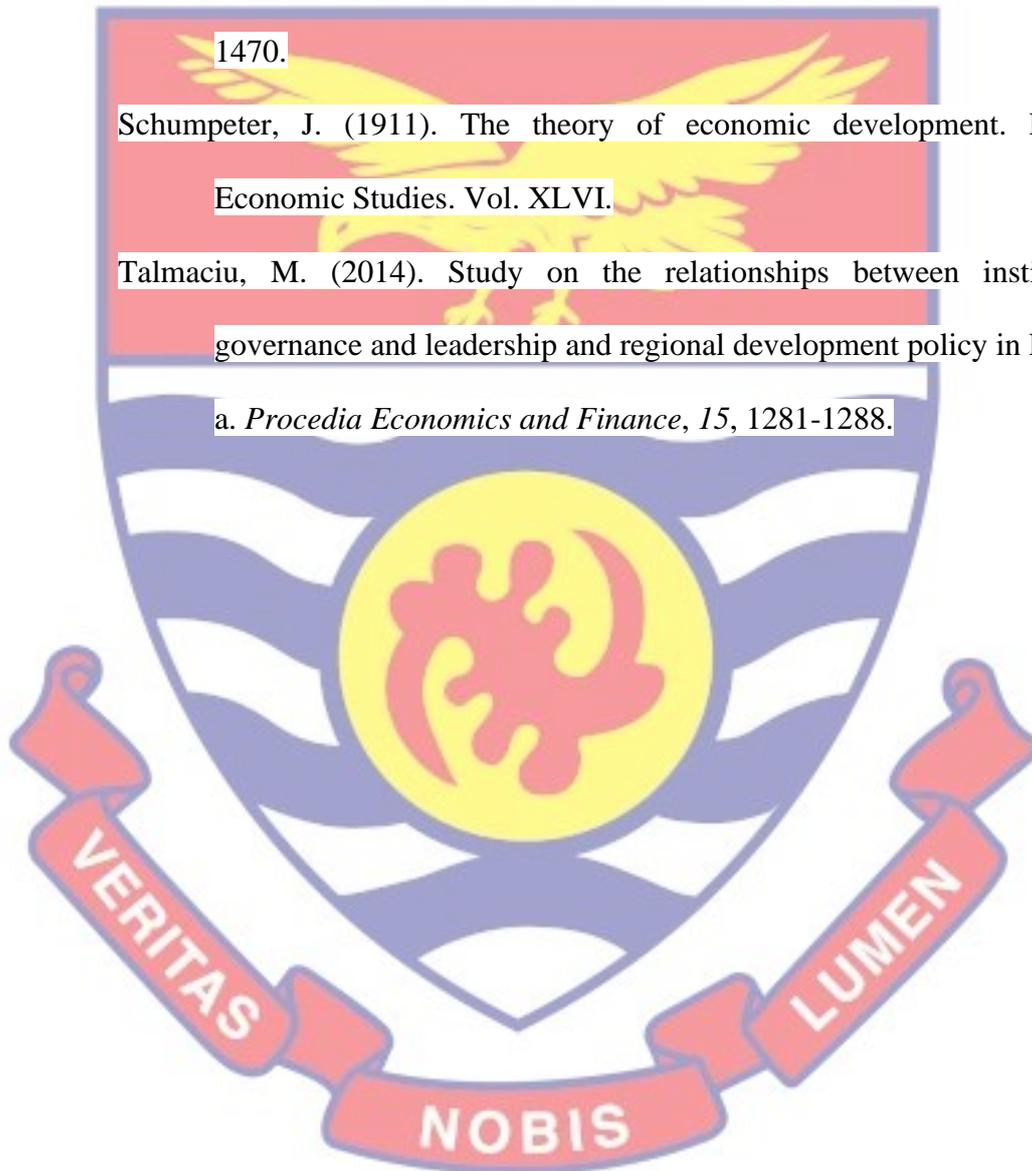 1470.
Schumpeter, J. (1911). The theory of economic development.
Economic Studies. Vol. XLVI.
Talmaciu, M. (2014). Study on the relationships between
governance and leadership and regional development policy in
a. Procedia Economics and Finance, 15, 1281-1288.
VERITAS
NOBIS
LUMEN